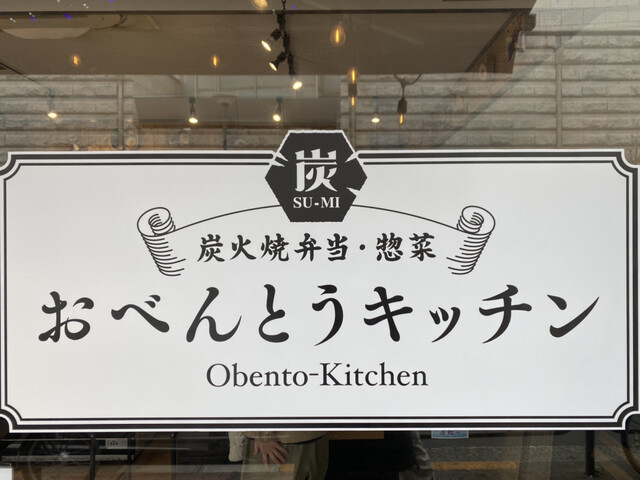 炭
SU-MI
炭火焼弁当・惣菜
おべんとうキッチン
Obento-Kitchen